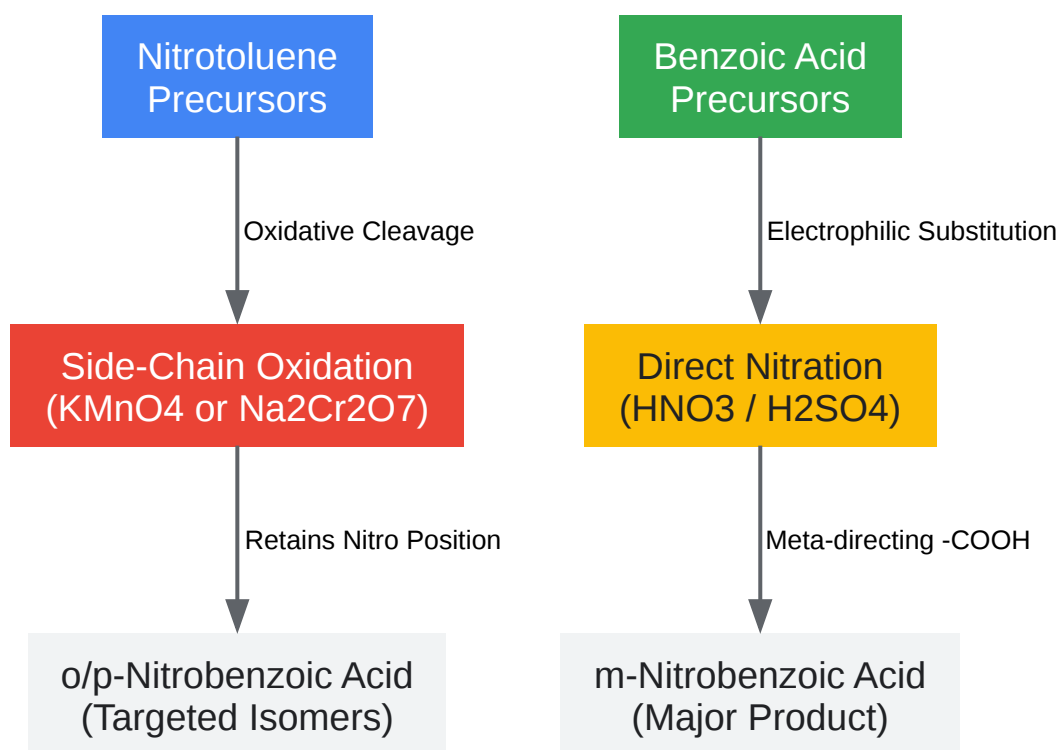 Nitrotoluene
Precursors
Benzoic Acid
Precursors
Oxidative Cleavage
Electrophilic Substitution
Side-Chain Oxidation
(KMnO4 or Na2Cr2O7)
Direct Nitration
(HNO3 / H2SO4)
Retains Nitro Position
Meta-directing -COOH
o/p-Nitrobenzoic Acid
(Targeted Isomers)
m-Nitrobenzoic Acid
(Major Product)